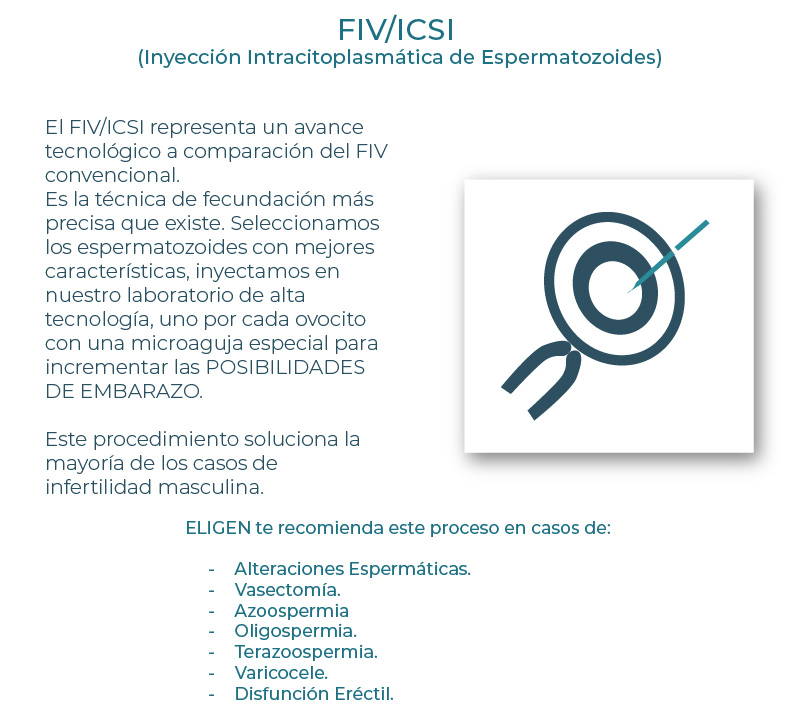 FIV/ICSI
(Inyección Intracitoplasmática de Espermatozoides)
El FIV/ICSI representa un avance
tecnológico a comparación del FIV
convencional.
Es la técnica de fecundación más
precisa que existe. Seleccionamos
los espermatozoides con mejores
características, inyectamos en
nuestro laboratorio de alta
tecnología, uno por cada ovocito
con una microaguja especial para
incrementar las POSIBILIDADES
DE EMBARAZO.
Este procedimiento soluciona la
mayoría de los casos de
infertilidad masculina.
ELIGEN te recomienda este proceso en casos de:
- Alteraciones Espermáticas.
- Vasectomía.
- Azoospermia
- Oligospermia.
- Terazoospermia.
- Varicocele.
- Disfunción Eréctil.